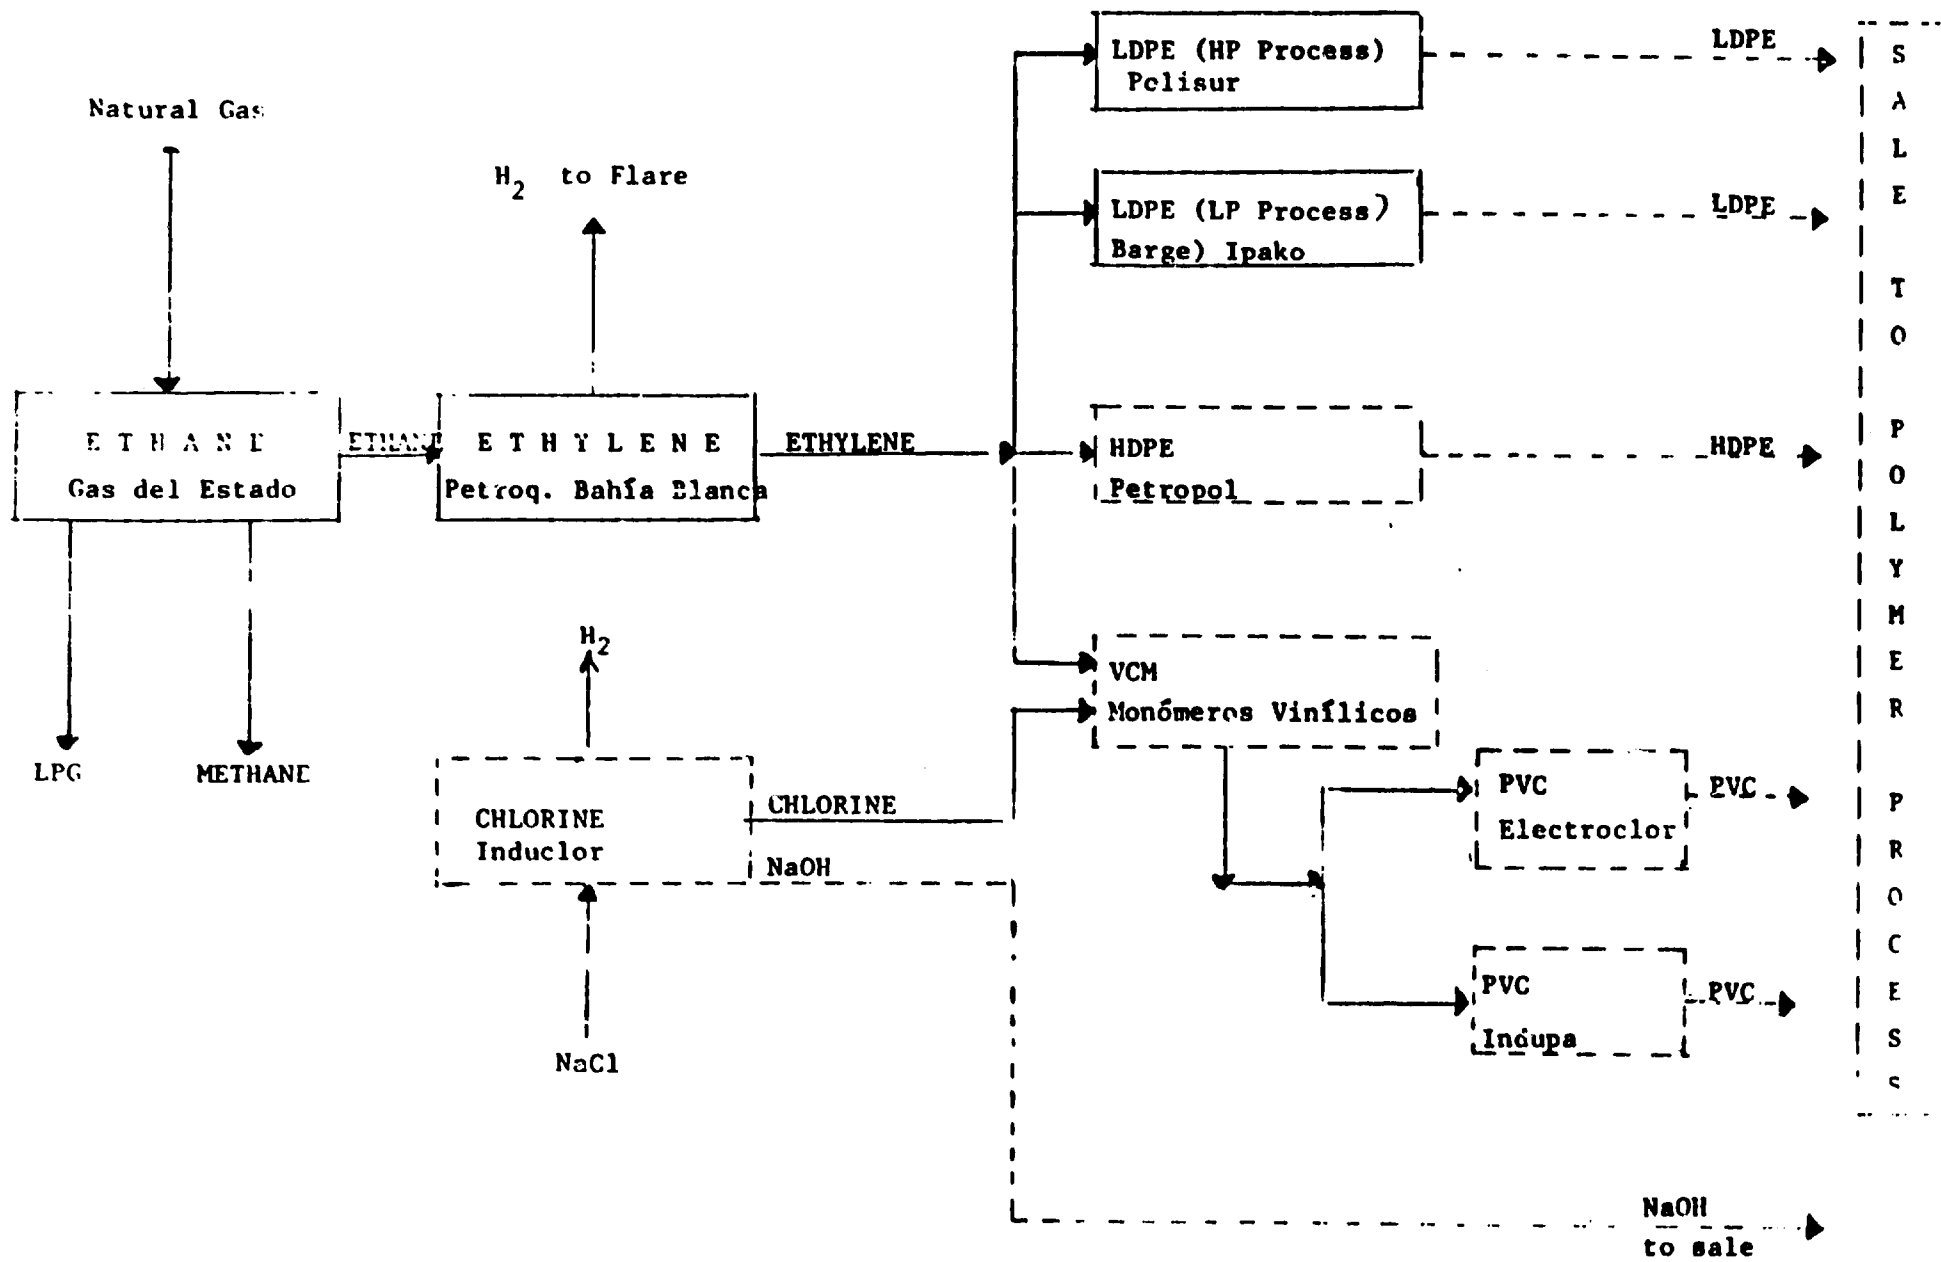 LDPE (HP Process)
Polisur
LDPE
Natural Gas
H2 to Flare
LDPE (LP Process)
Barge) Ipako
LDPE
ETHANE
Gas del Estado
ETHANE
ETHYLENE
Petroq. Bahía Blanca
ETHYLENE
HDPE
Petropol
HDPE
LPG
METHANE
H2
CHLORINE
Induclor
NaCl
CHLORINE
NaOH
VCM
Monómeros Vinílicos
PVC
Electroclor
PVC
PVC
Indupa
PVC
NaOH
to sale
SALE TO POLYMER PROCESS